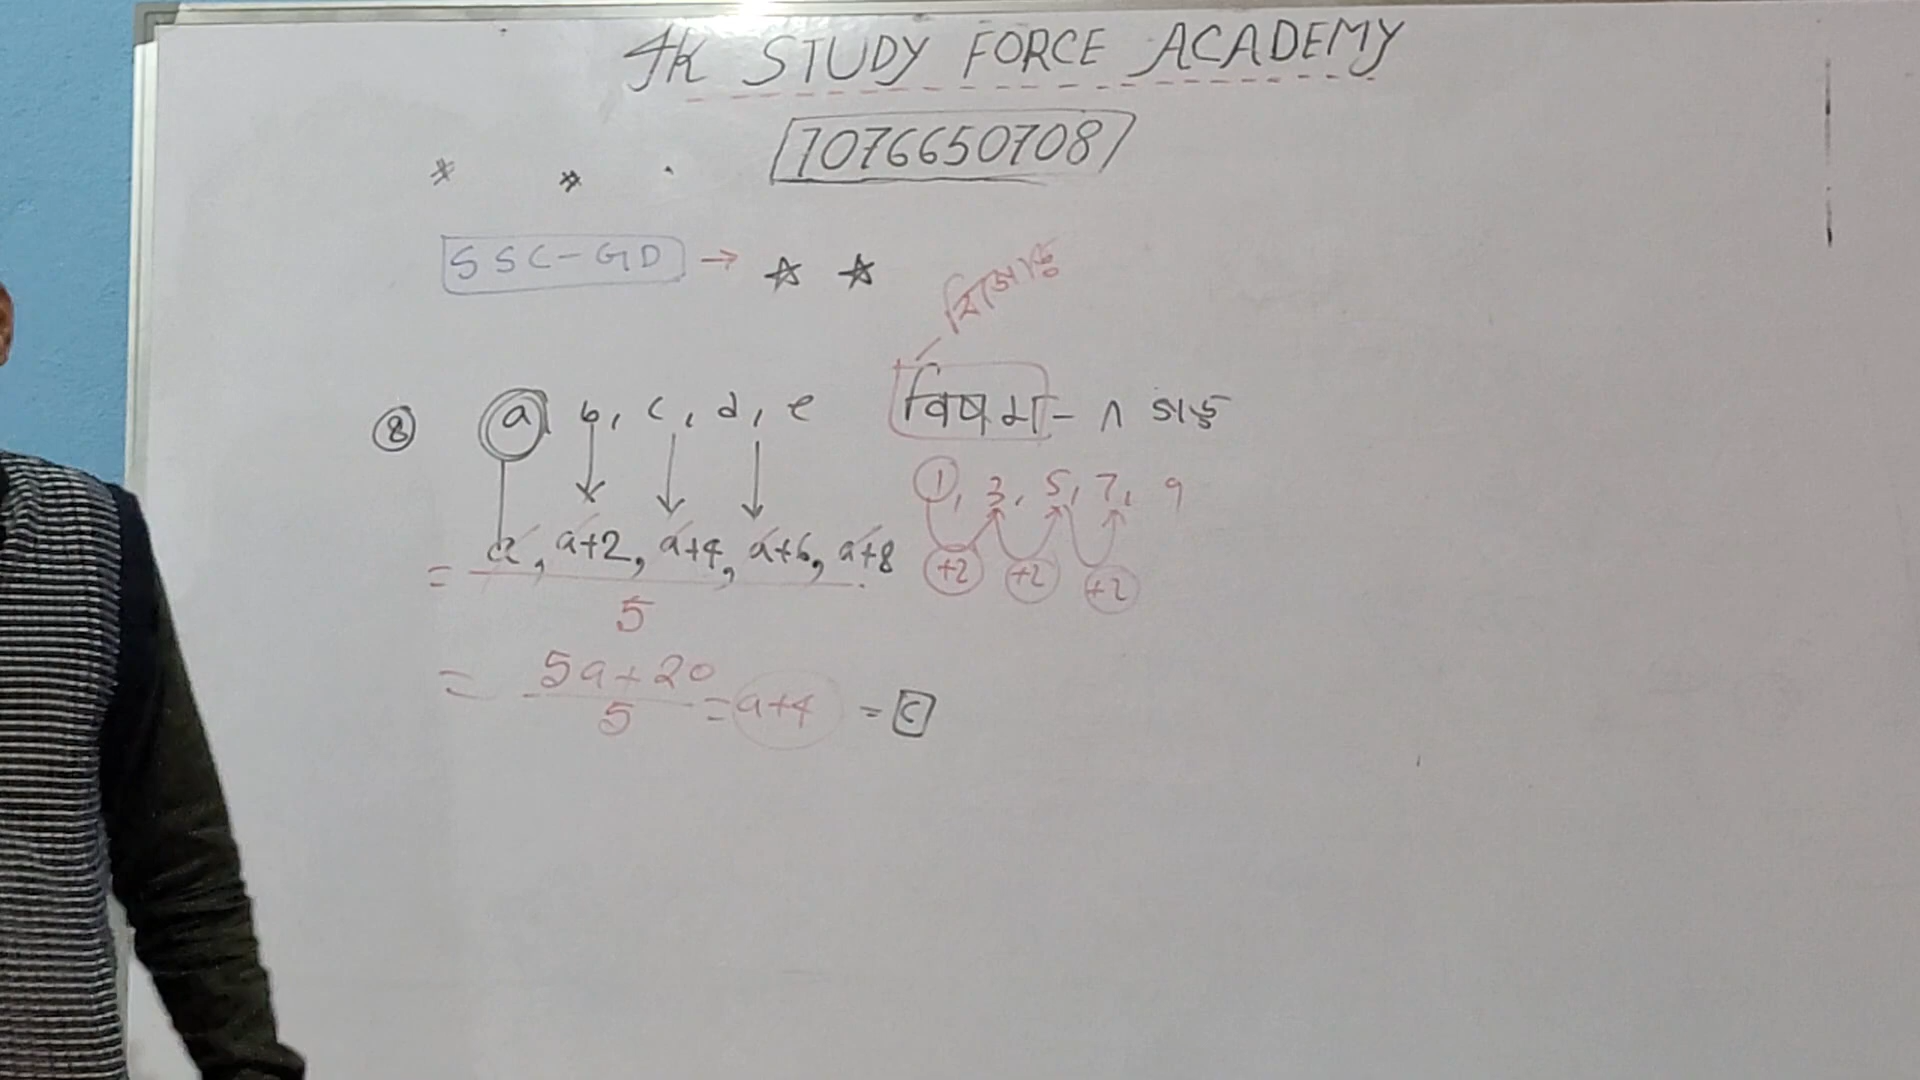 JK STUDY FORCE ACADEMY
7076650708
SSC-GD →
বিজোড়
⑧ a, b, c, d, e विषम - ਨ ਗੜ
1, 3, 5, 7, 9
+2 +2 +2
= a, a+2, a+4, a+6, a+8
5
= 5a+20
5
= a+4 = C